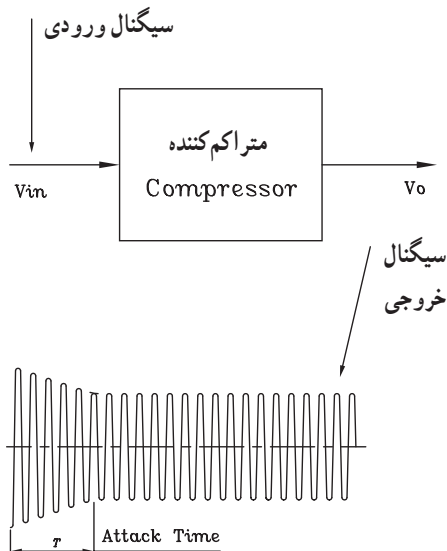 سیگنال ورودی
متراکم‌کننده
Compressor
Vin
Vo
سیگنال
خروجی
T
Attack Time